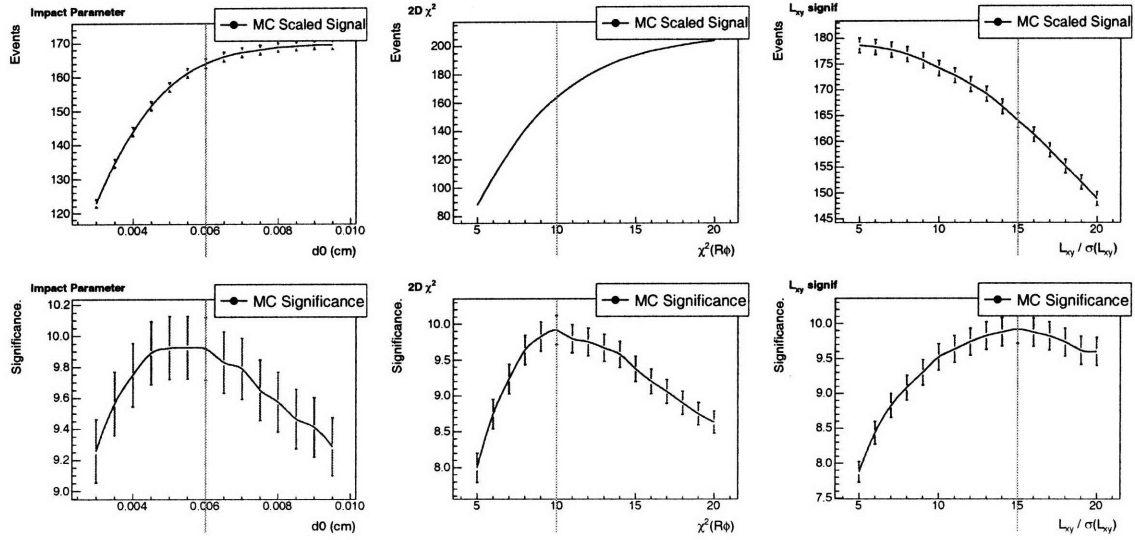 Impact Parameter
MC Scaled Signal
Events
170
160
150
140
130
120
0.004
0.006
0.008
0.010
d0 (cm)
2D χ²
MC Scaled Signal
Events
200
180
160
140
120
100
80
5
10
15
20
χ²(Rϕ)
L_xy signif
MC Scaled Signal
Events
180
175
170
165
160
155
150
145
5
10
15
20
L_xy / σ(L_xy)
Impact Parameter
MC Significance
Significance.
10.2
10.0
9.8
9.6
9.4
9.2
9.0
0.004
0.006
0.008
0.010
d0 (cm)
2D χ²
MC Significance
Significance.
10.0
9.5
9.0
8.5
8.0
5
10
15
20
χ²(Rϕ)
L_xy signif
MC Significance
Significance.
10.0
9.5
9.0
8.5
8.0
7.5
5
10
15
20
L_xy / σ(L_xy)